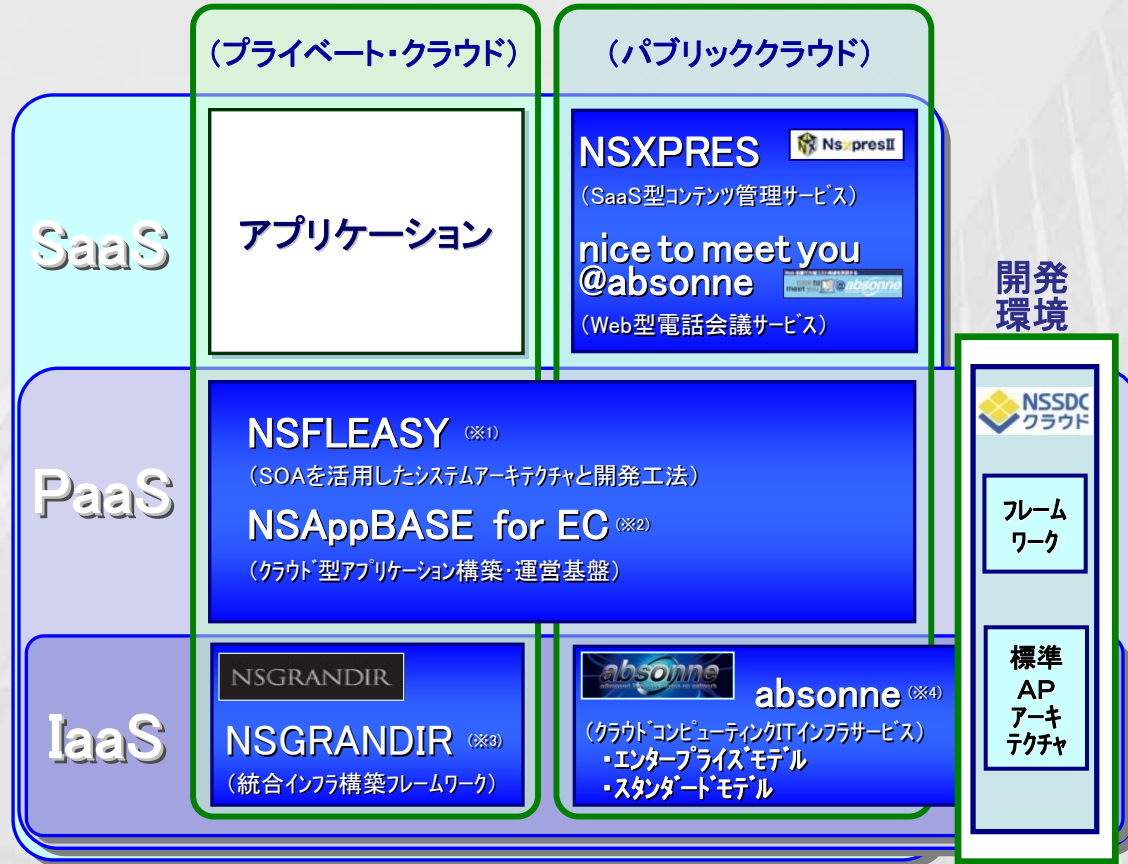 （プライベート・クラウド）
（パブリッククラウド）
SaaS
アプリケーション
NSXPRES
NsxpresⅡ
（SaaS型コンテンツ管理サービス）
nice to meet you
@absonne
nice to
meet you @absonne
（Web型電話会議サービス）
開発
環境
PaaS
NSFLEASY （※1）
（SOAを活用したシステムアーキテクチャと開発工法）
NSAppBASE for EC （※2）
（クラウド型アプリケーション構築・運営基盤）
NSSDC
クラウド
フレーム
ワーク
標準
AP
アーキ
テクチャ
IaaS
NSGRANDIR
NSGRANDIR （※3）
（統合インフラ構築フレームワーク）
absonne
absonne （※4）
（クラウドコンピューティングITインフラサービス）
・エンタープライズモデル
・スタンダードモデル